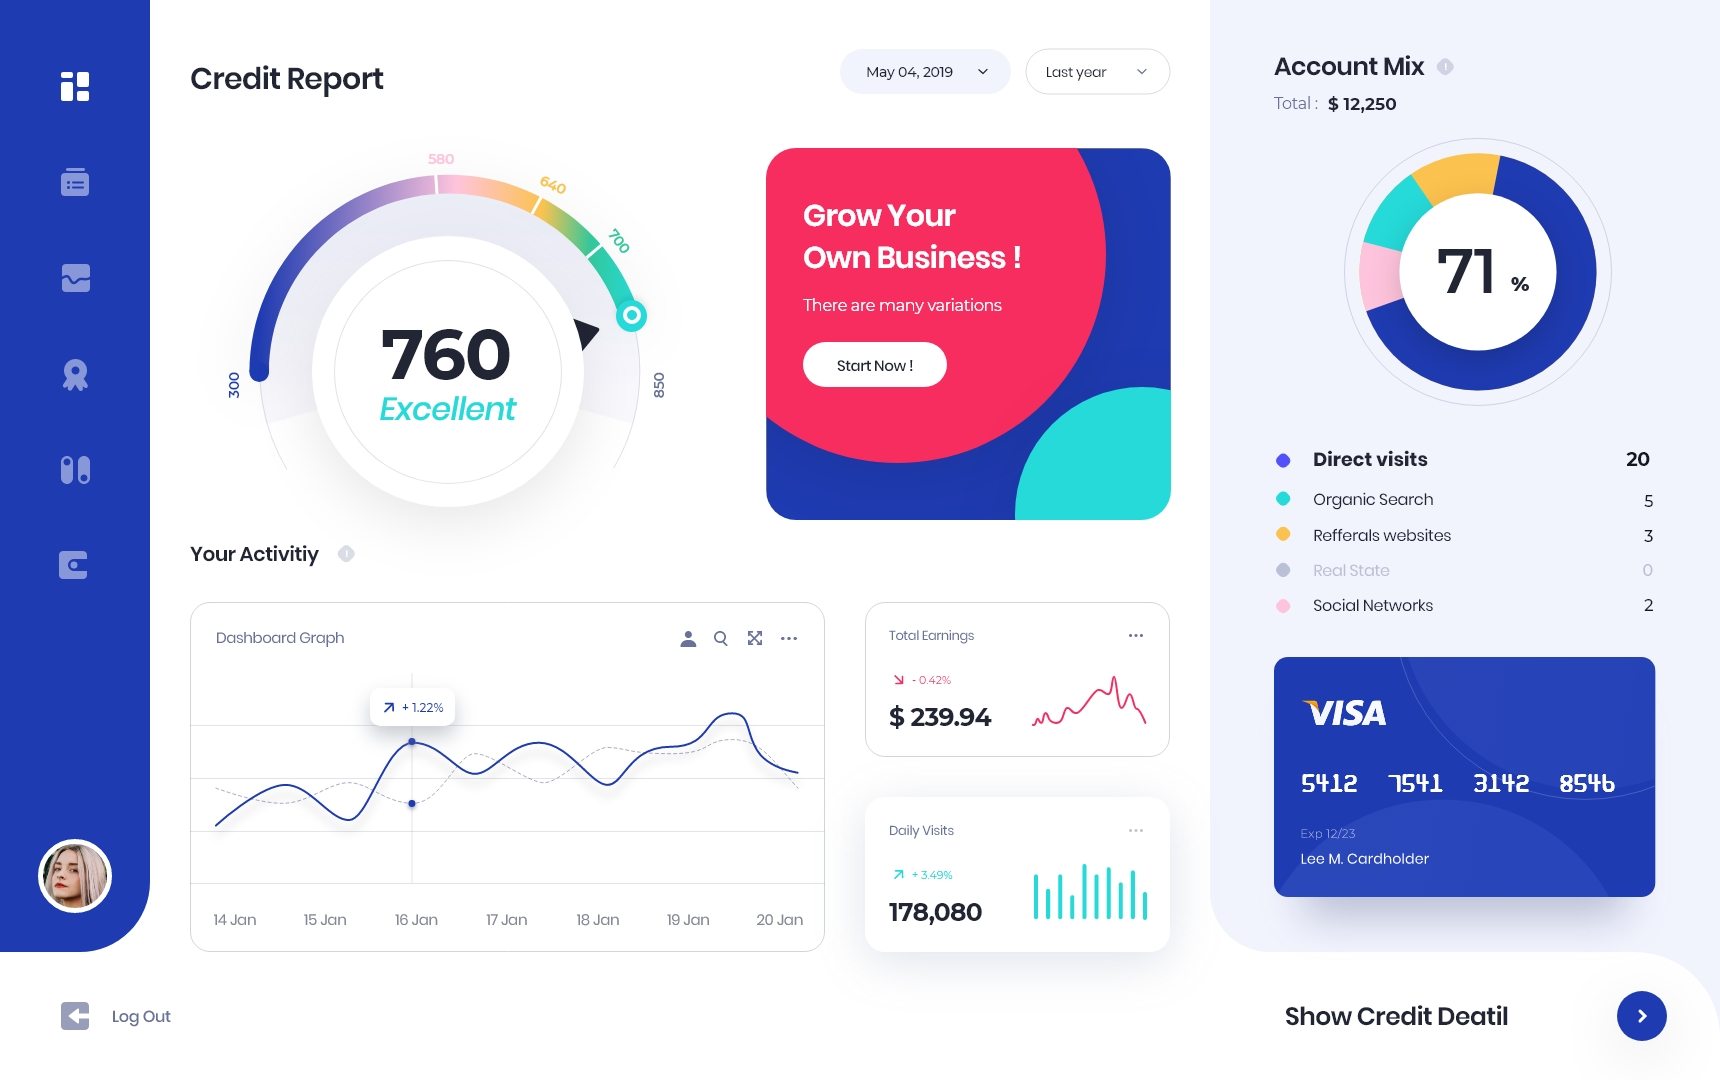 Credit Report
May 04, 2019
Last year
580
640
700
300
850
760
Excellent
Grow Your
Own Business !
There are many variations
Start Now !
Your Activitiy
Dashboard Graph
+ 1.22%
14 Jan
15 Jan
16 Jan
17 Jan
18 Jan
19 Jan
20 Jan
Total Earnings
- 0.42%
$ 239.94
Daily Visits
+ 3.49%
178,080
Account Mix
Total : $ 12,250
71 %
Direct visits 20
Organic Search 5
Refferals websites 3
Real State 0
Social Networks 2
VISA
5412 7541 3142 8546
Exp 12/23
Lee M. Cardholder
Log Out
Show Credit Deatil